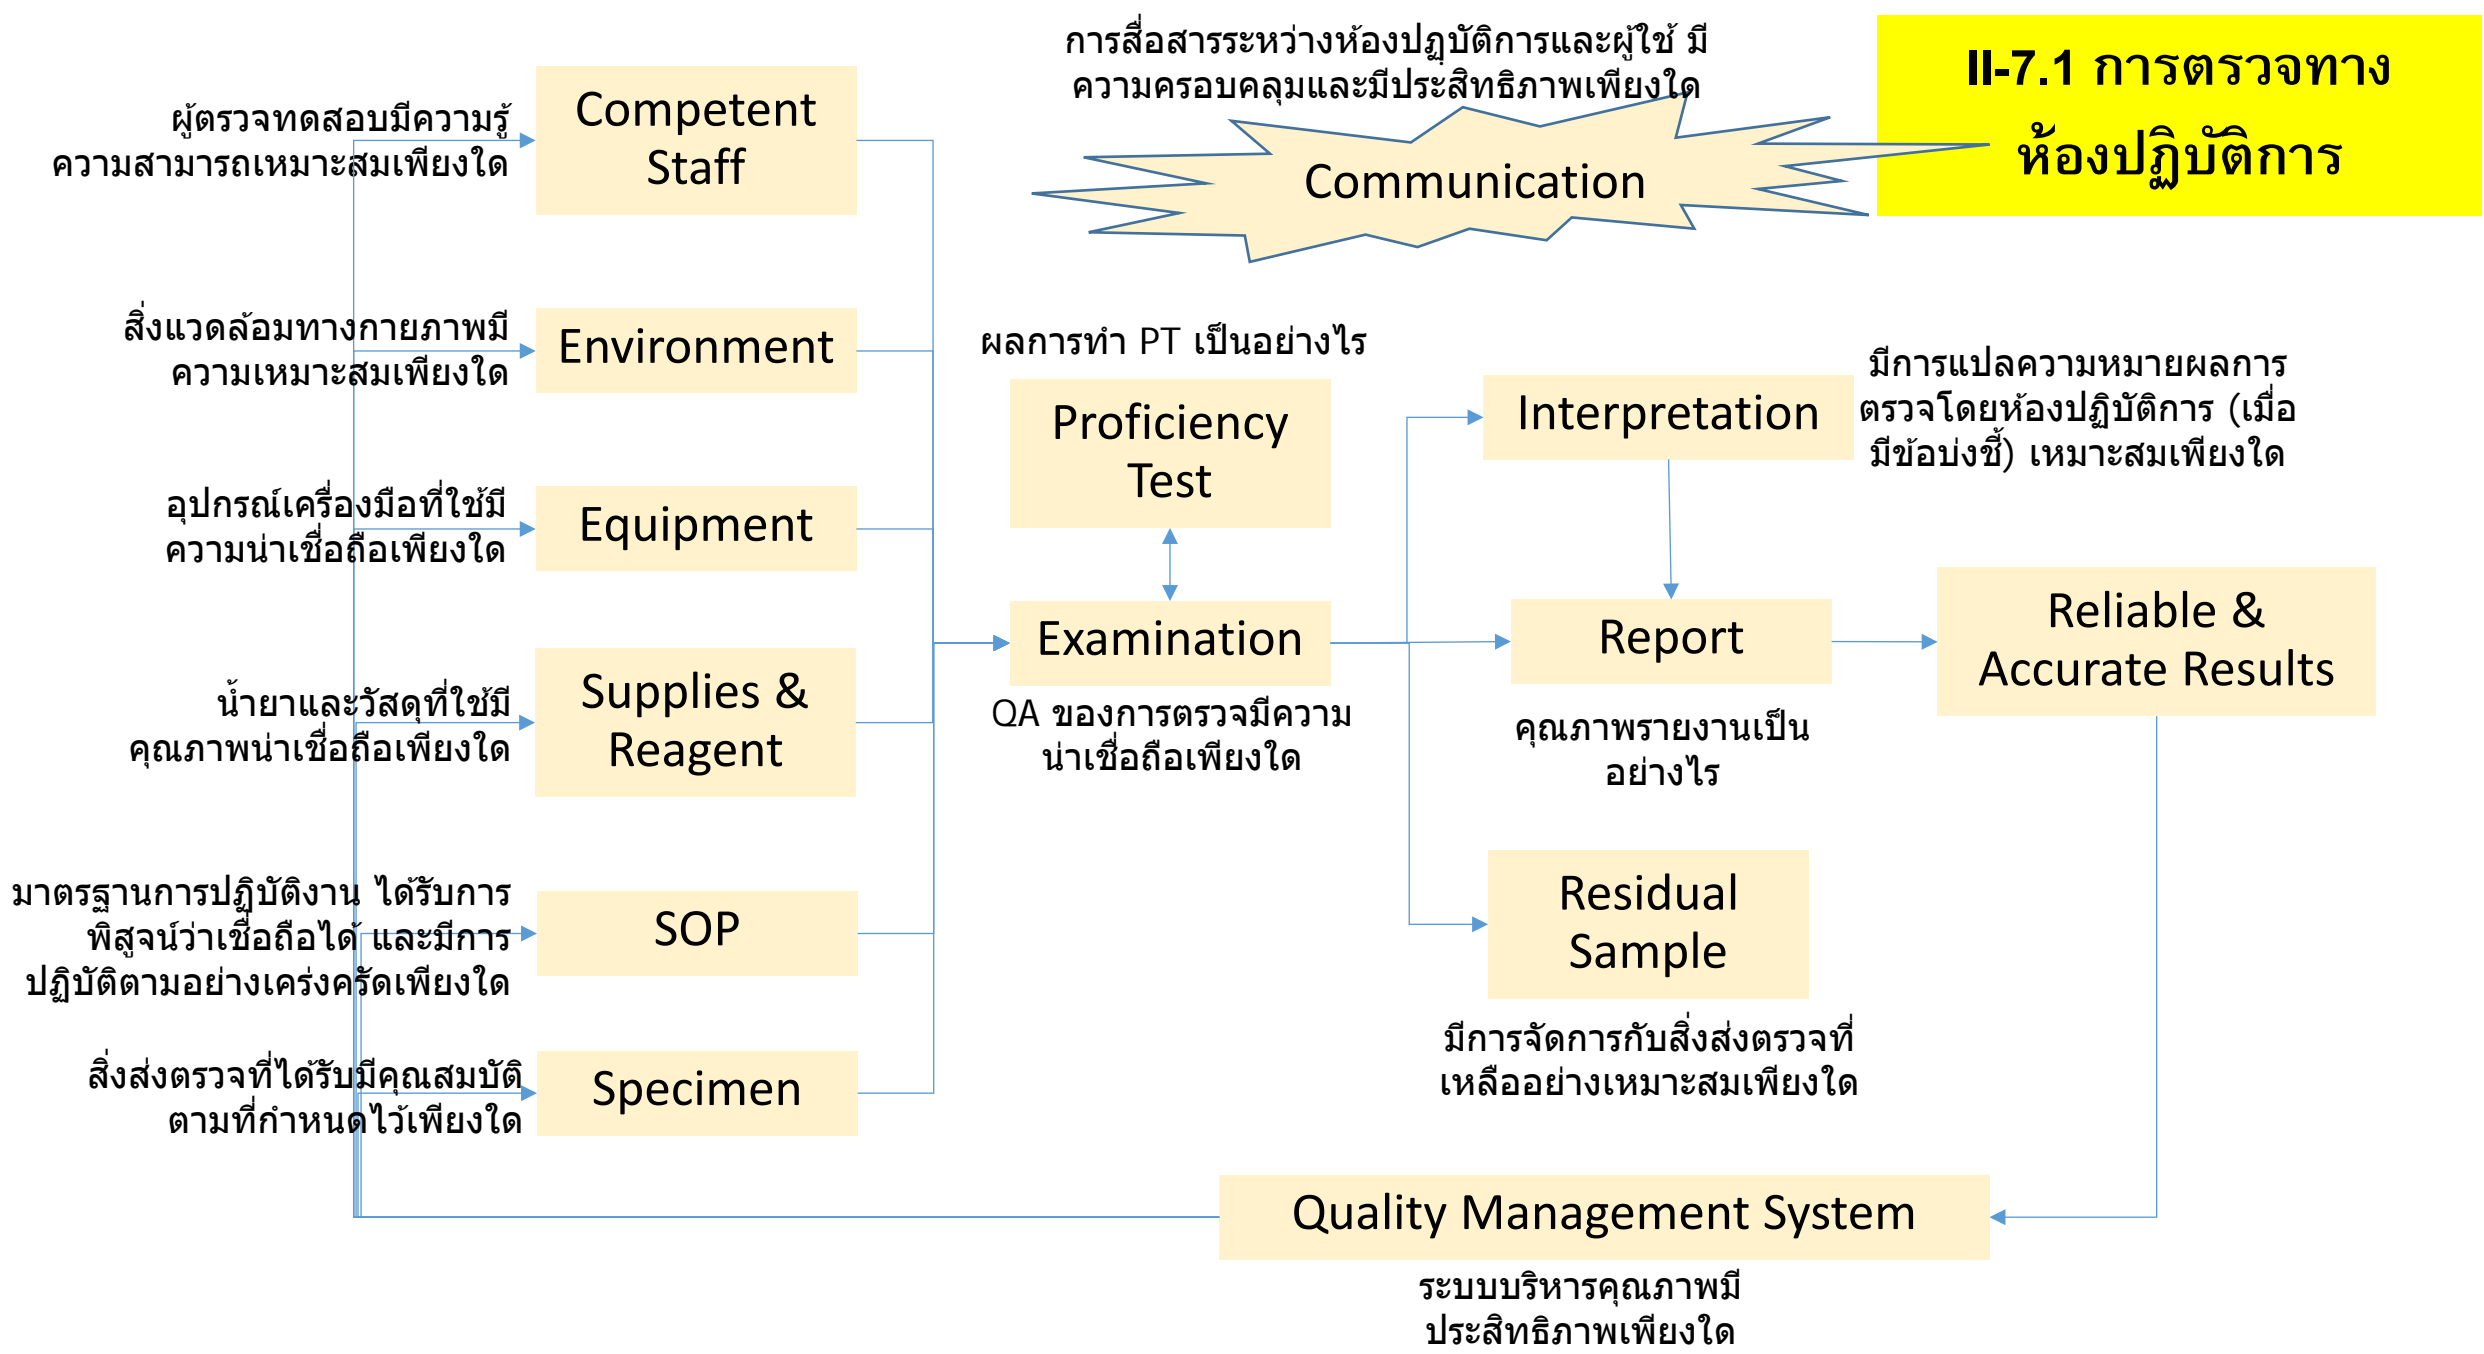 การสื่อสารระหว่างห้องปฏิบัติการและผู้ใช้ มี
ความครอบคลุมและมีประสิทธิภาพเพียงใด
II-7.1 การตรวจทาง
ห้องปฏิบัติการ
Communication
ผู้ตรวจทดสอบมีความรู้
ความสามารถเหมาะสมเพียงใด
Competent
Staff
สิ่งแวดล้อมทางกายภาพมี
ความเหมาะสมเพียงใด
Environment
อุปกรณ์เครื่องมือที่ใช้มี
ความน่าเชื่อถือเพียงใด
Equipment
น้ำยาและวัสดุที่ใช้มี
คุณภาพน่าเชื่อถือเพียงใด
Supplies &
Reagent
มาตรฐานการปฏิบัติงาน ได้รับการ
พิสูจน์ว่าเชื่อถือได้ และมีการ
ปฏิบัติตามอย่างเคร่งครัดเพียงใด
SOP
สิ่งส่งตรวจที่ได้รับมีคุณสมบัติ
ตามที่กำหนดไว้เพียงใด
Specimen
ผลการทำ PT เป็นอย่างไร
Proficiency
Test
Examination
QA ของการตรวจมีความ
น่าเชื่อถือเพียงใด
Interpretation
มีการแปลความหมายผลการ
ตรวจโดยห้องปฏิบัติการ (เมื่อ
มีข้อบ่งชี้) เหมาะสมเพียงใด
Report
คุณภาพรายงานเป็น
อย่างไร
Residual
Sample
มีการจัดการกับสิ่งส่งตรวจที่
เหลืออย่างเหมาะสมเพียงใด
Reliable &
Accurate Results
Quality Management System
ระบบบริหารคุณภาพมี
ประสิทธิภาพเพียงใด